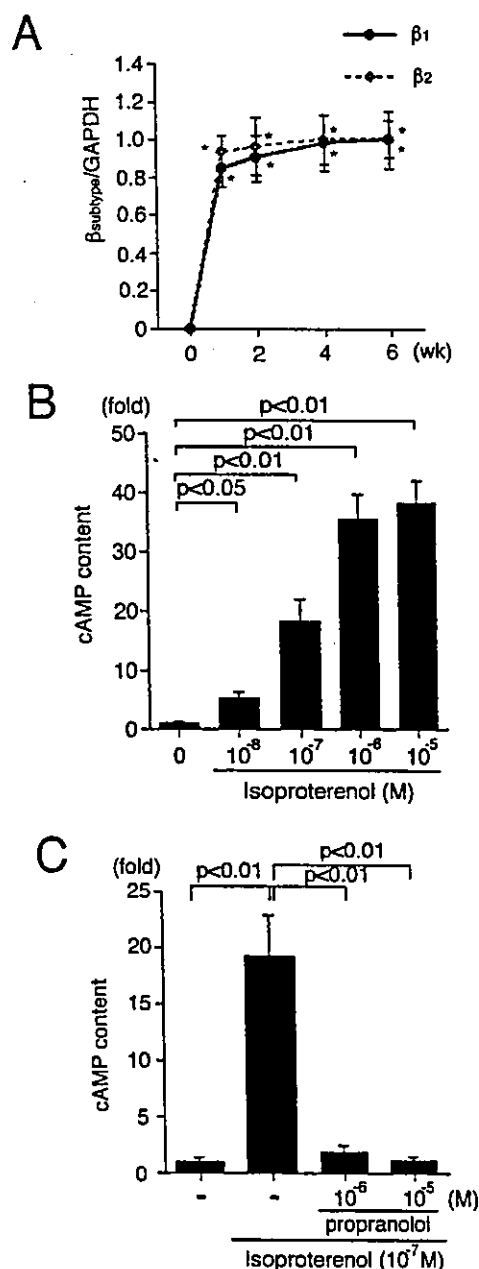 A
β1
β2
βsubtype/GAPDH
1.4
1.2
1.0
0.8
0.6
0.4
0.2
0
* * * *
* * * *
0 2 4 6 (wk)
B
(fold)
p<0.01
p<0.01
p<0.01
p<0.05
cAMP content
50
40
30
20
10
0
0 10⁻⁸ 10⁻⁷ 10⁻⁶ 10⁻⁵
Isoproterenol (M)
C
(fold)
p<0.01
p<0.01
p<0.01
cAMP content
25
20
15
10
5
0
- - 10⁻⁶ 10⁻⁵ (M)
propranolol
Isoproterenol (10⁻⁷M)